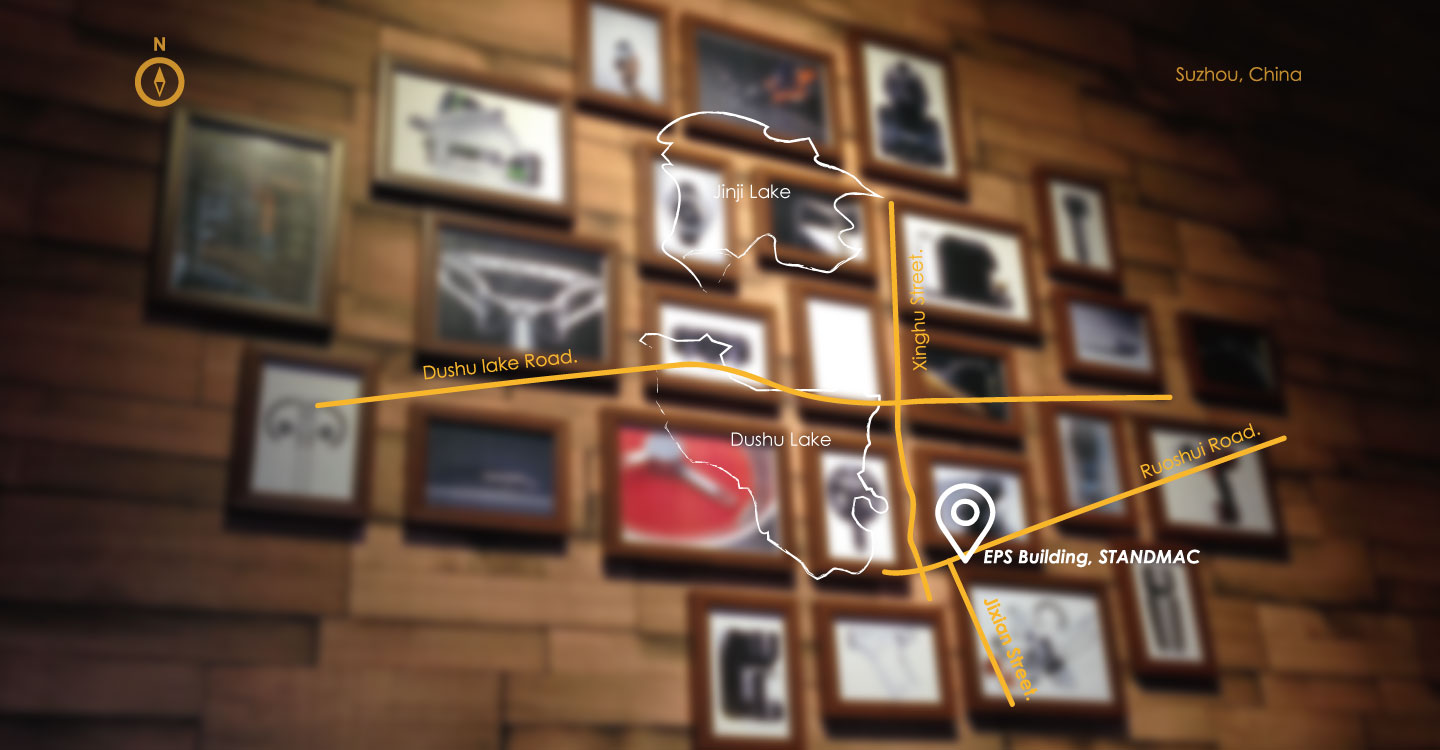 N
Suzhou, China
Jinji Lake
Xinghu Street.
Dushu lake Road.
Dushu Lake
Ruoshui Road.
EPS Building, STANDMAC
Jixian Street.